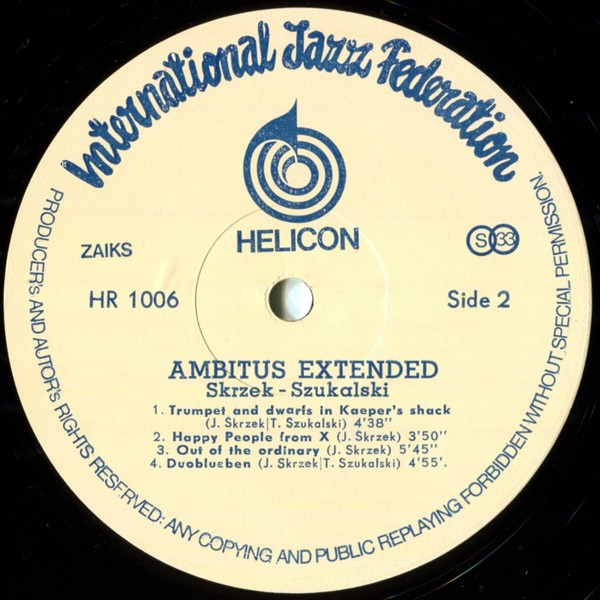 International Jazz Federation
HELICON
ZAIKS
S 33
HR 1006
Side 2
AMBITUS EXTENDED
Skrzek - Szukalski
1. Trumpet and dwarfs in Kaeper's shack
(J. Skrzek|T. Szukalski) 4'38''
2. Happy People from X (J. Skrzek) 3'50''
3. Out of the ordinary (J. Skrzek) 5'45''
4. Duoblueben (J. Skrzek|T. Szukalski) 4'55'.
PRODUCER's AND AUTOR's RIGHTS RESERVED: ANY COPYING AND PUBLIC REPLAYING FORBIDDEN WITHOUT SPECIAL PERMISSION.